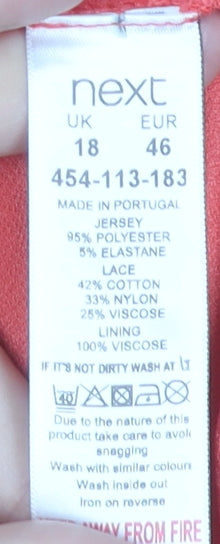 next
UK EUR
18 46
454-113-183
MADE IN PORTUGAL
JERSEY
95% POLYESTER
5% ELASTANE
LACE
42% COTTON
33% NYLON
25% VISCOSE
LINING
100% VISCOSE
IF IT'S NOT DIRTY WASH AT
40
Due to the nature of this
product take care to avoid
snagging
Wash with similar colours
Wash inside out
Iron on reverse
AWAY FROM FIRE